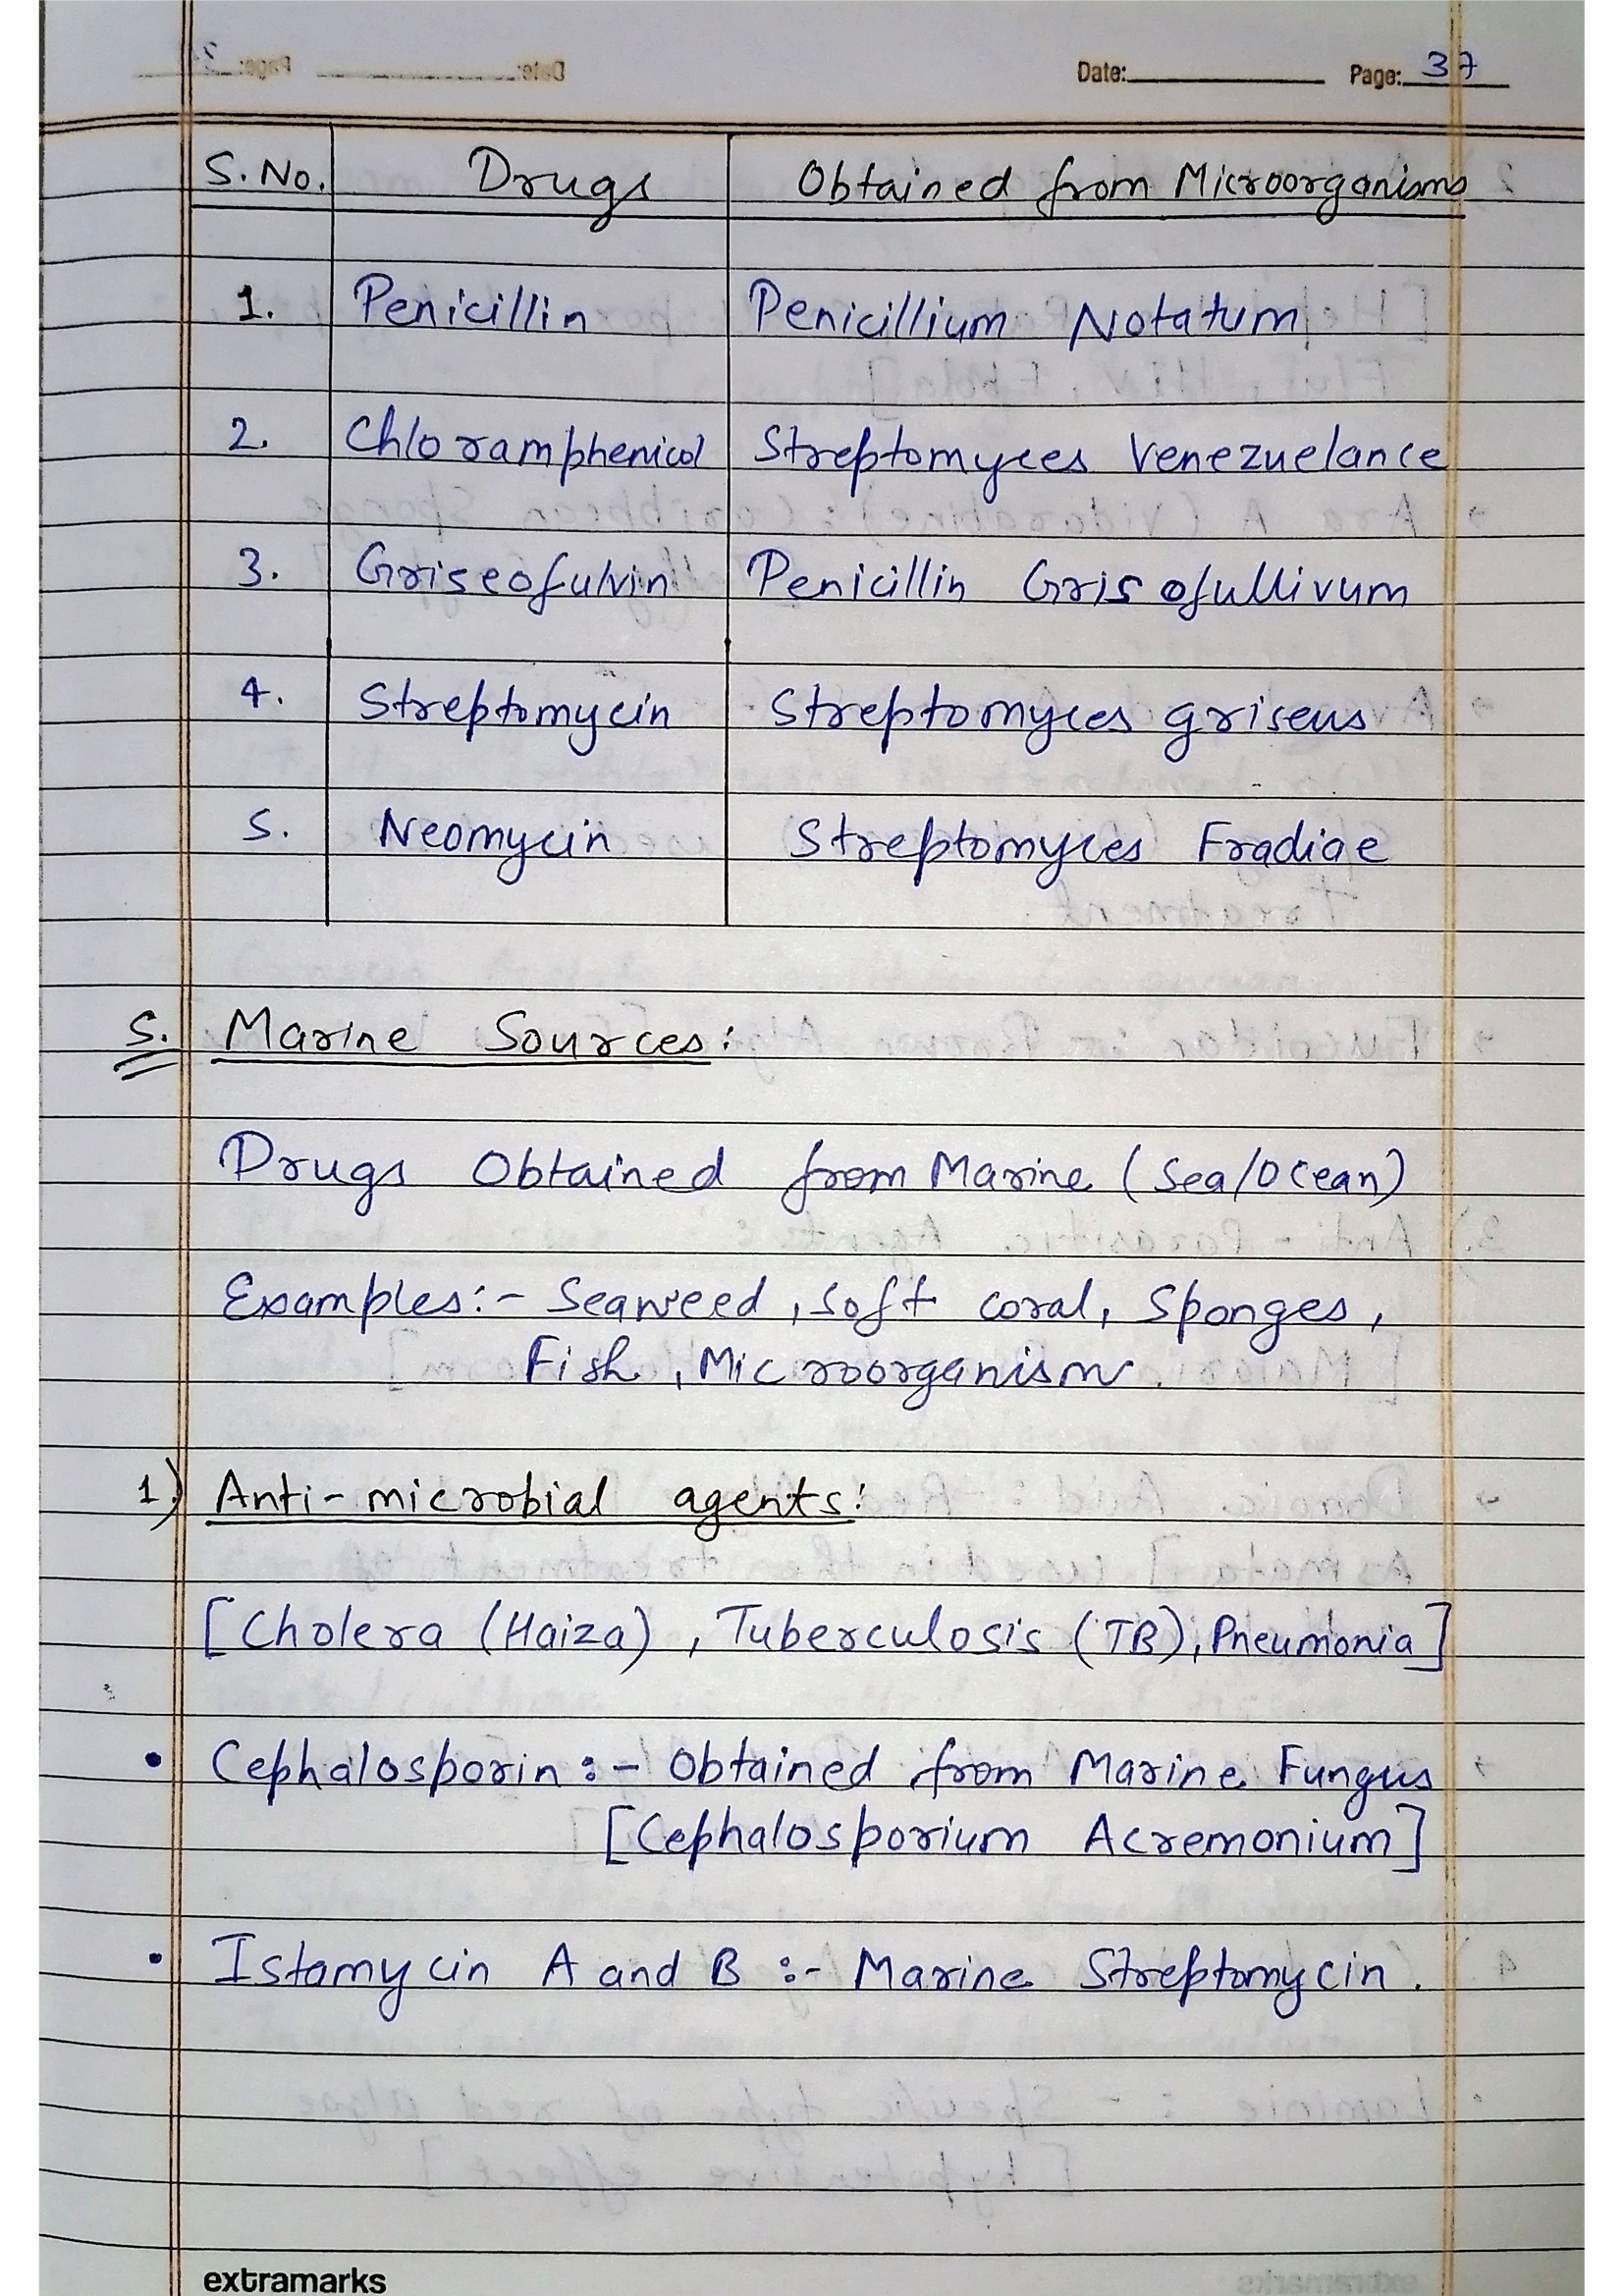 Date: Page: 37
S. No. Drugs Obtained from Microorganisms
1. Penicillin Penicillium Notatum
2. Chloramphenicol Streptomyces Venezuelance
3. Griseofulvin Penicillin Grisofullivum
4. Streptomycin Streptomyces griseus
5. Neomycin Streptomyces Fradiae
5. Marine Sources:
Drugs Obtained from Marine (Sea/Ocean)
Examples:- Seaweed, Soft coral, Sponges,
Fish, Microorganism.
1) Anti-microbial agents:
[Cholera (Haiza), Tuberculosis (TB), Pneumonia]
• Cephalosporin :- Obtained from Marine Fungus
[Cephalosporium Acremonium]
• Istamycin A and B :- Marine Streptomycin.
extramarks